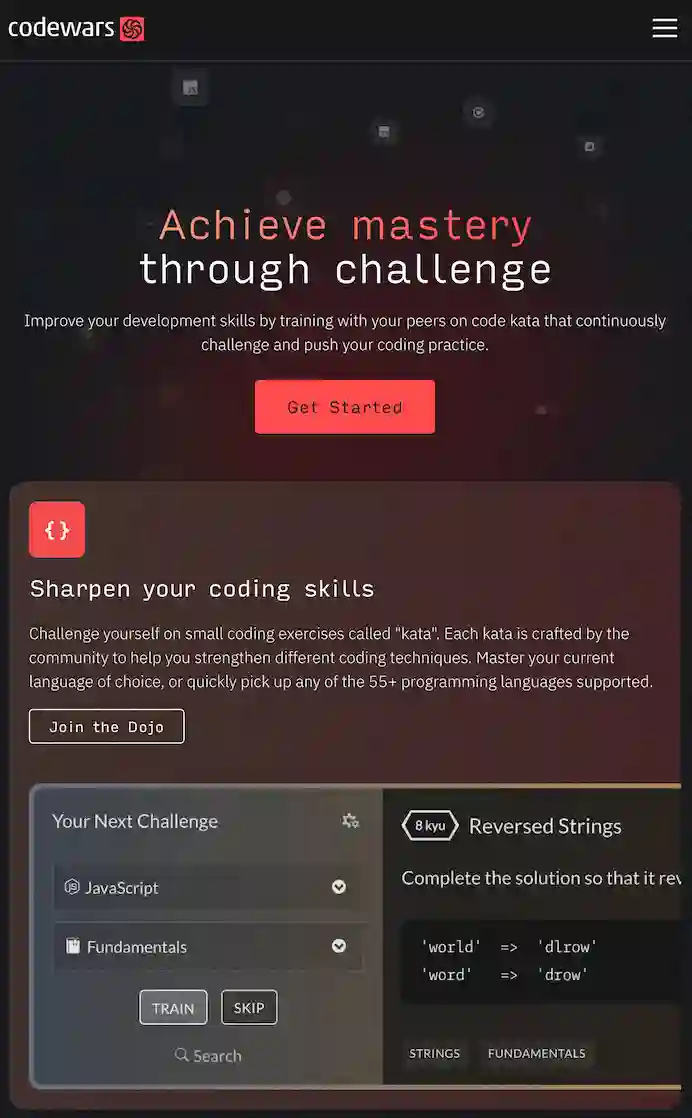 codewars
Achieve mastery
through challenge
Improve your development skills by training with your peers on code kata that continuously
challenge and push your coding practice.
Get Started
{}
Sharpen your coding skills
Challenge yourself on small coding exercises called "kata". Each kata is crafted by the
community to help you strengthen different coding techniques. Master your current
language of choice, or quickly pick up any of the 55+ programming languages supported.
Join the Dojo
Your Next Challenge
JavaScript
Fundamentals
TRAIN SKIP
Search
8 kyu Reversed Strings
Complete the solution so that it rev
'world' => 'dlrow'
'word' => 'drow'
STRINGS FUNDAMENTALS